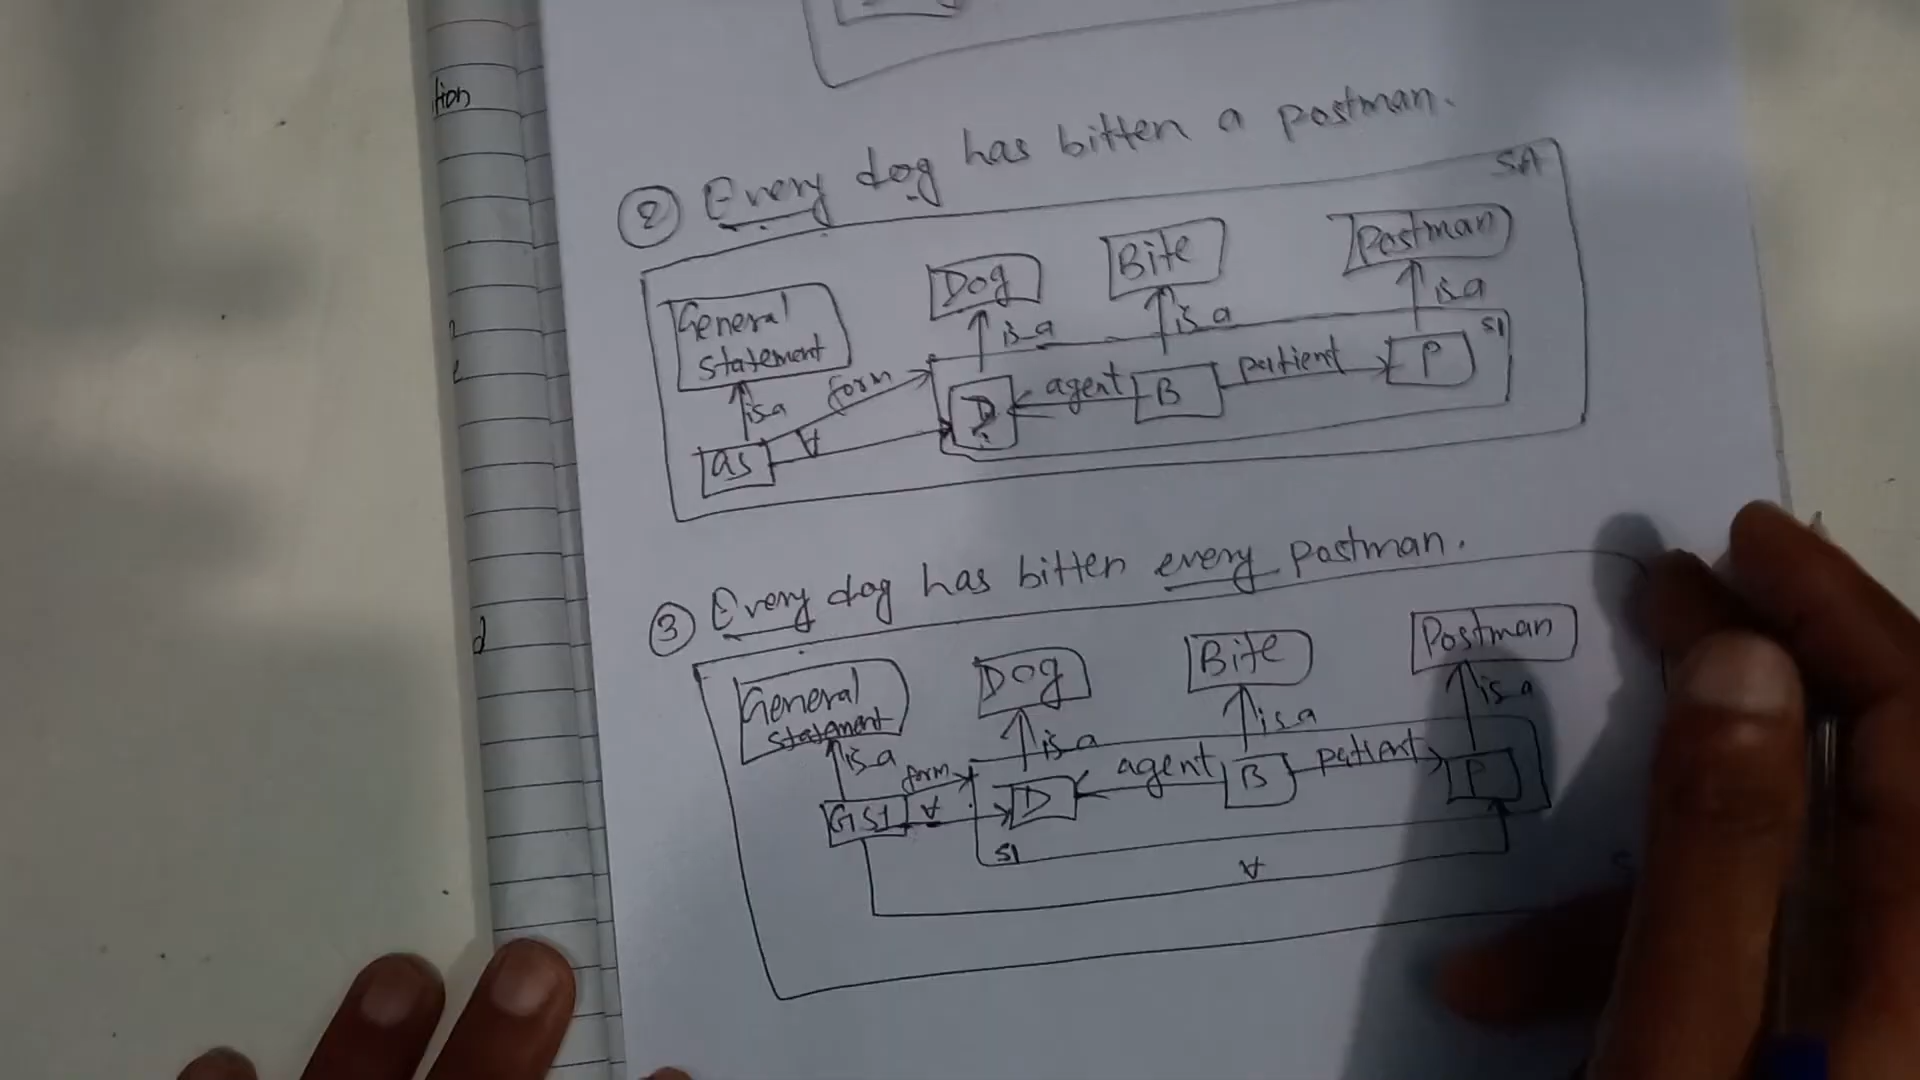 tion
② Every dog has bitten a postman.
SA
General statement
Dog
Bite
Postman
is a
is a
is a
is a
form
∀
S1
GS
D
agent
B
patient
P
d
③ Every dog has bitten every postman.
General statement
Dog
Bite
Postman
is a
is a
is a
is a
form
∀
GS1
D
agent
B
patient
P
S1
∀